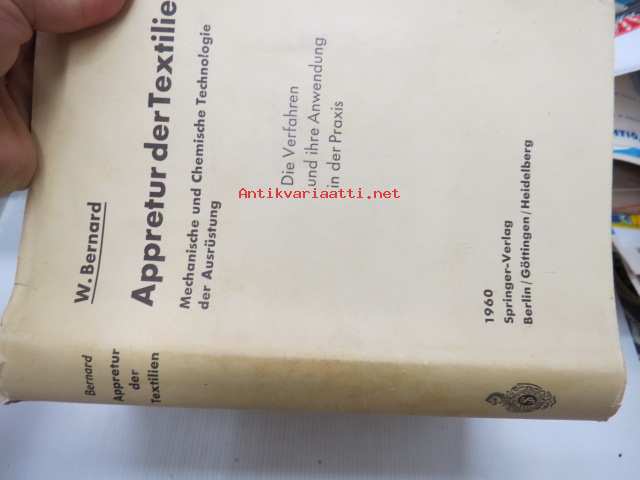 W. Bernard
Appretur der Textilie
Mechanische und Chemische Technologie
der Ausrüstung
Die Verfahren
und ihre Anwendung
in der Praxis
1960
Springer-Verlag
Berlin/Göttingen/Heidelberg
Bernard
Appretur
der
Textilien
Antikvariaatti.net